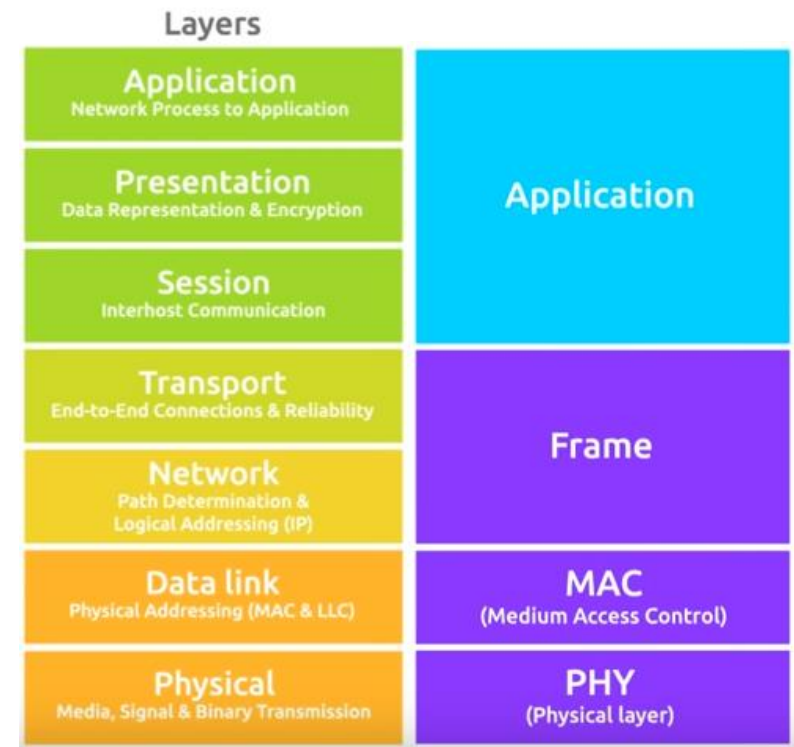 Layers
Application
Network Process to Application
Presentation
Data Representation & Encryption
Session
Interhost Communication
Transport
End-to-End Connections & Reliability
Network
Path Determination &
Logical Addressing (IP)
Data link
Physical Addressing (MAC & LLC)
Physical
Media, Signal & Binary Transmission
Application
Frame
MAC
(Medium Access Control)
PHY
(Physical layer)